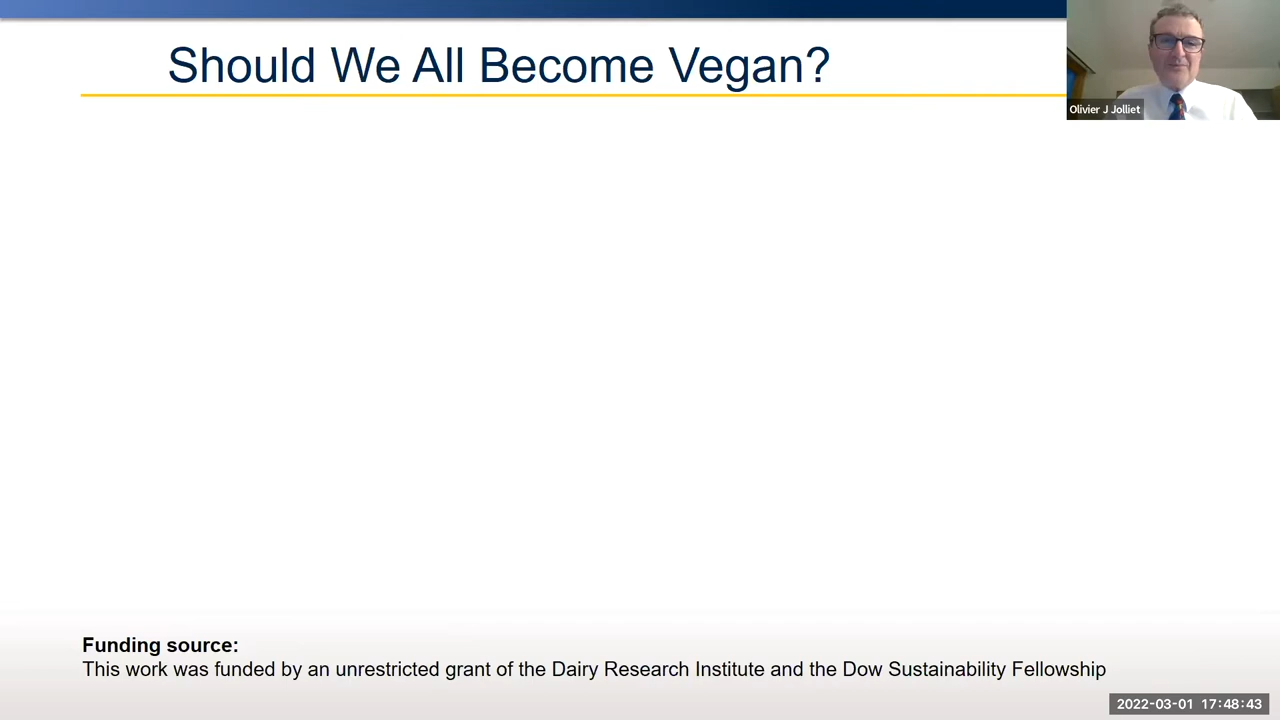 Should We All Become Vegan?
Olivier J Jolliet
Funding source:
This work was funded by an unrestricted grant of the Dairy Research Institute and the Dow Sustainability Fellowship
2022-03-01 17:48:43